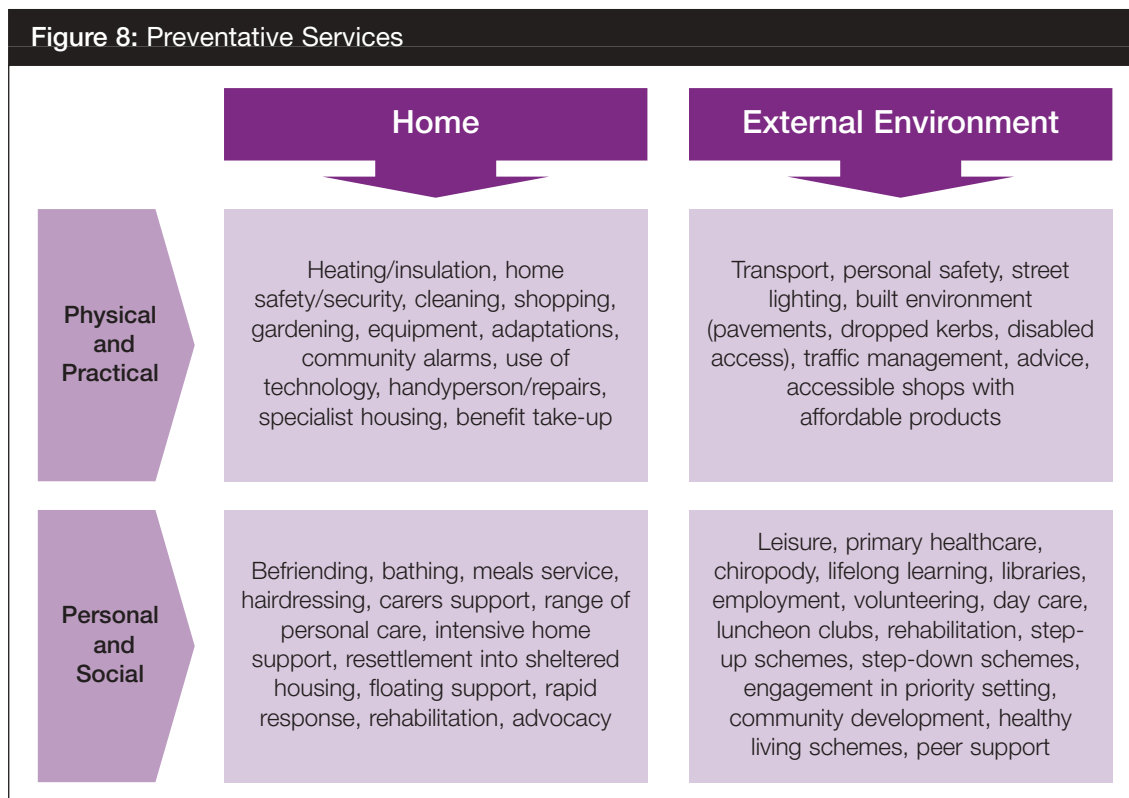 Figure 8: Preventative Services
Home
External Environment
Physical
and
Practical
Heating/insulation, home
safety/security, cleaning, shopping,
gardening, equipment, adaptations,
community alarms, use of
technology, handyperson/repairs,
specialist housing, benefit take-up
Transport, personal safety, street
lighting, built environment
(pavements, dropped kerbs, disabled
access), traffic management, advice,
accessible shops with
affordable products
Personal
and
Social
Befriending, bathing, meals service,
hairdressing, carers support, range of
personal care, intensive home
support, resettlement into sheltered
housing, floating support, rapid
response, rehabilitation, advocacy
Leisure, primary healthcare,
chiropody, lifelong learning, libraries,
employment, volunteering, day care,
luncheon clubs, rehabilitation, step-
up schemes, step-down schemes,
engagement in priority setting,
community development, healthy
living schemes, peer support